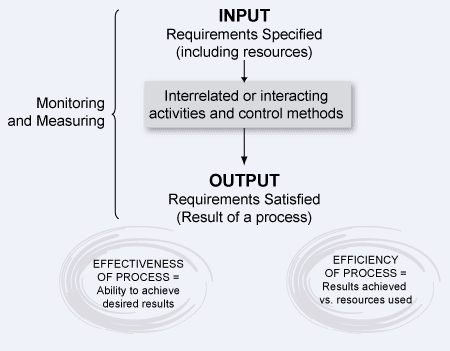 INPUT
Requirements Specified
(including resources)
Interrelated or interacting
activities and control methods
Monitoring
and Measuring
OUTPUT
Requirements Satisfied
(Result of a process)
EFFECTIVENESS
OF PROCESS =
Ability to achieve
desired results
EFFICIENCY
OF PROCESS =
Results achieved
vs. resources used